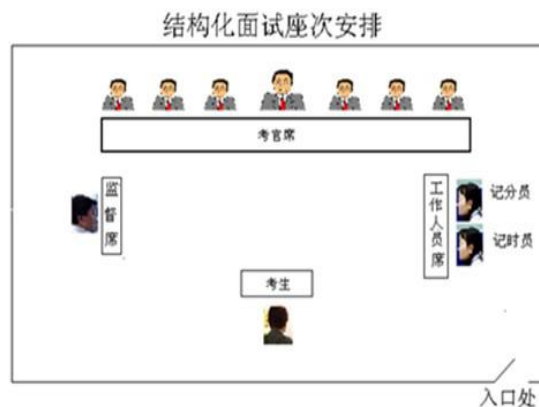 结构化面试座次安排
考官席
监督席
工作人员席
记分员
记时员
考生
入口处